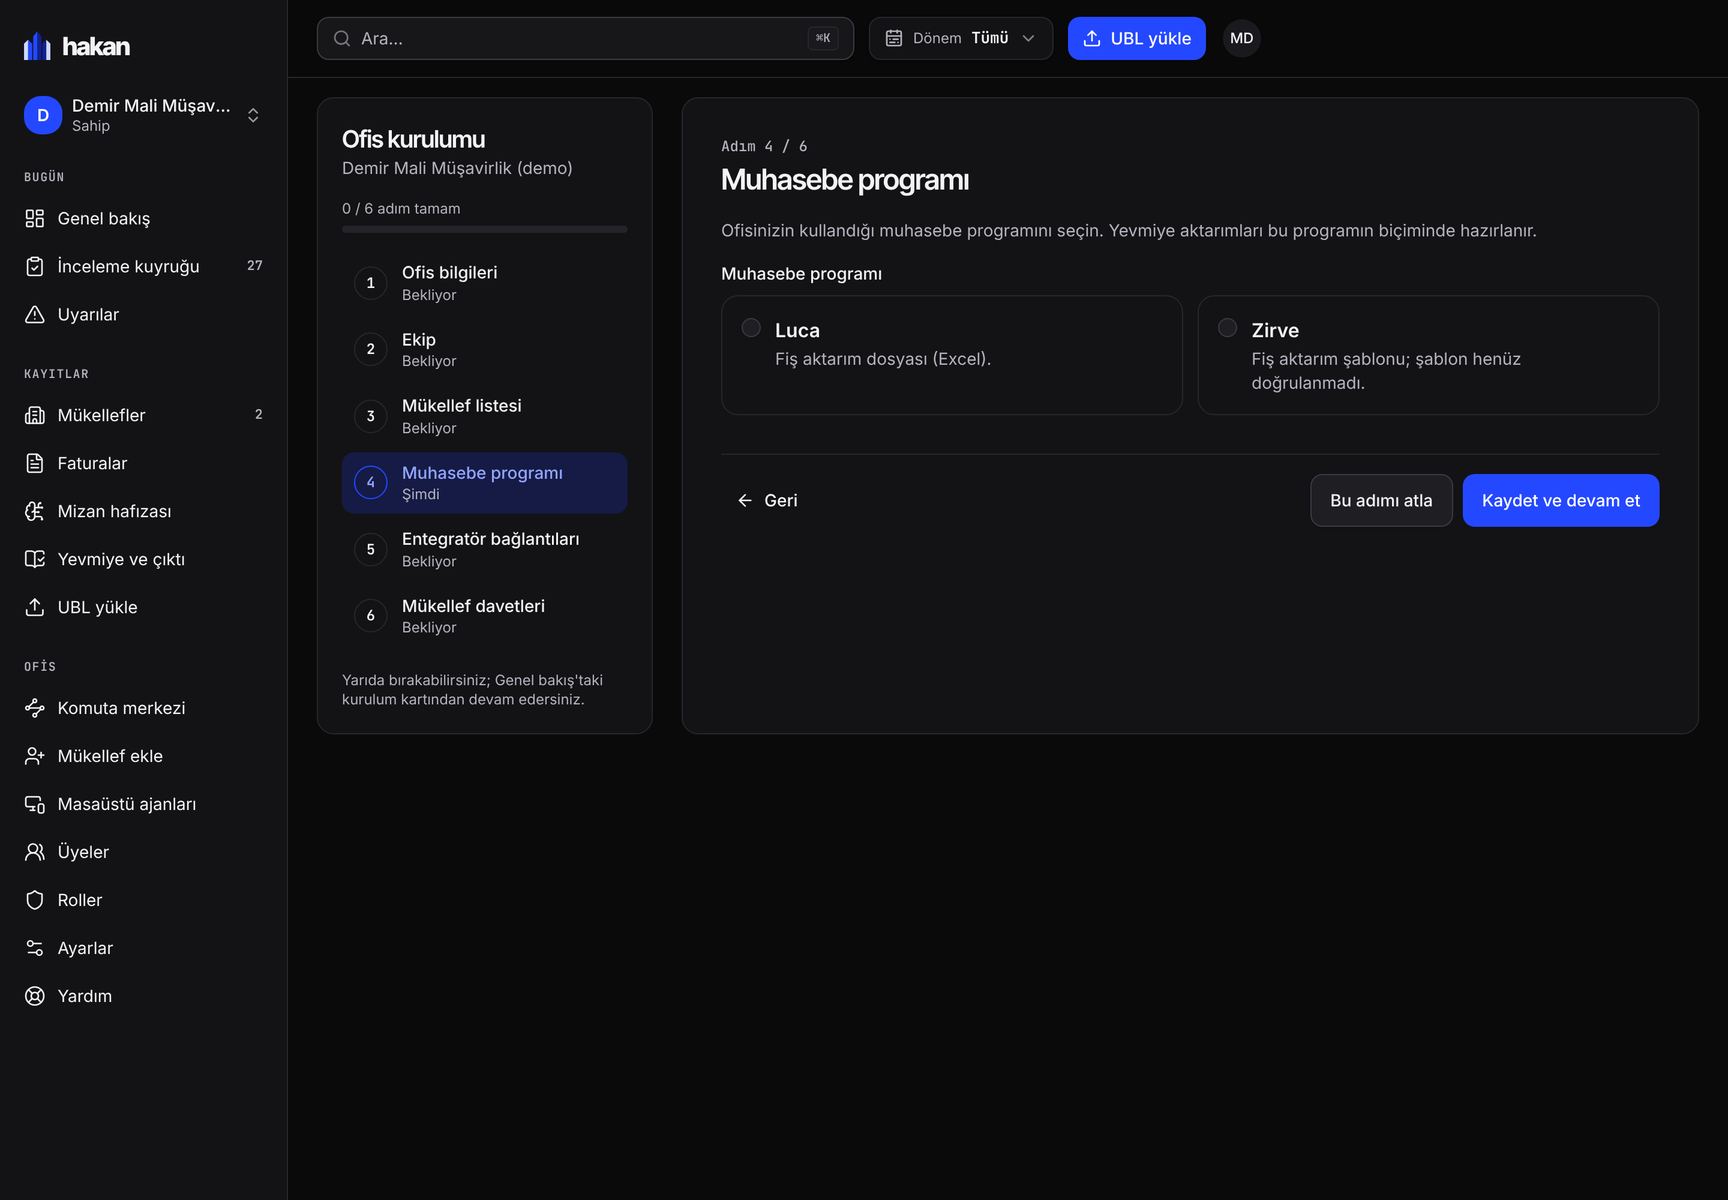 hakan
D
Demir Mali Müşav...
Sahip
BUGÜN
Genel bakış
İnceleme kuyruğu 27
Uyarılar
KAYITLAR
Mükellefler 2
Faturalar
Mizan hafızası
Yevmiye ve çıktı
UBL yükle
OFİS
Komuta merkezi
Mükellef ekle
Masaüstü ajanları
Üyeler
Roller
Ayarlar
Yardım
Ara... ⌘K
Dönem Tümü
UBL yükle
MD
Ofis kurulumu
Demir Mali Müşavirlik (demo)
0 / 6 adım tamam
1 Ofis bilgileri
Bekliyor
2 Ekip
Bekliyor
3 Mükellef listesi
Bekliyor
4 Muhasebe programı
Şimdi
5 Entegratör bağlantıları
Bekliyor
6 Mükellef davetleri
Bekliyor
Yarıda bırakabilirsiniz; Genel bakış'taki
kurulum kartından devam edersiniz.
Adım 4 / 6
Muhasebe programı
Ofisinizin kullandığı muhasebe programını seçin. Yevmiye aktarımları bu programın biçiminde hazırlanır.
Muhasebe programı
Luca
Fiş aktarım dosyası (Excel).
Zirve
Fiş aktarım şablonu; şablon henüz
doğrulanmadı.
Geri
Bu adımı atla
Kaydet ve devam et